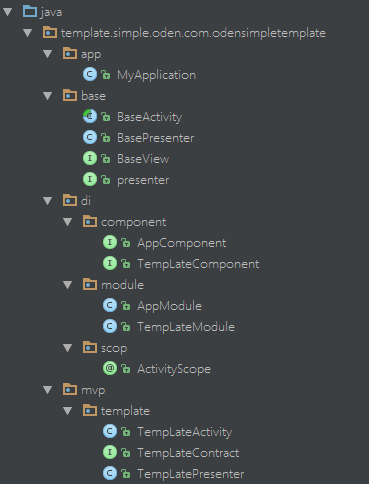 java
template.simple.oden.com.odensimpletemplate
app
MyApplication
base
BaseActivity
BasePresenter
BaseView
presenter
di
component
AppComponent
TempLateComponent
module
AppModule
TempLateModule
scop
ActivityScope
mvp
template
TempLateActivity
TempLateContract
TempLatePresenter